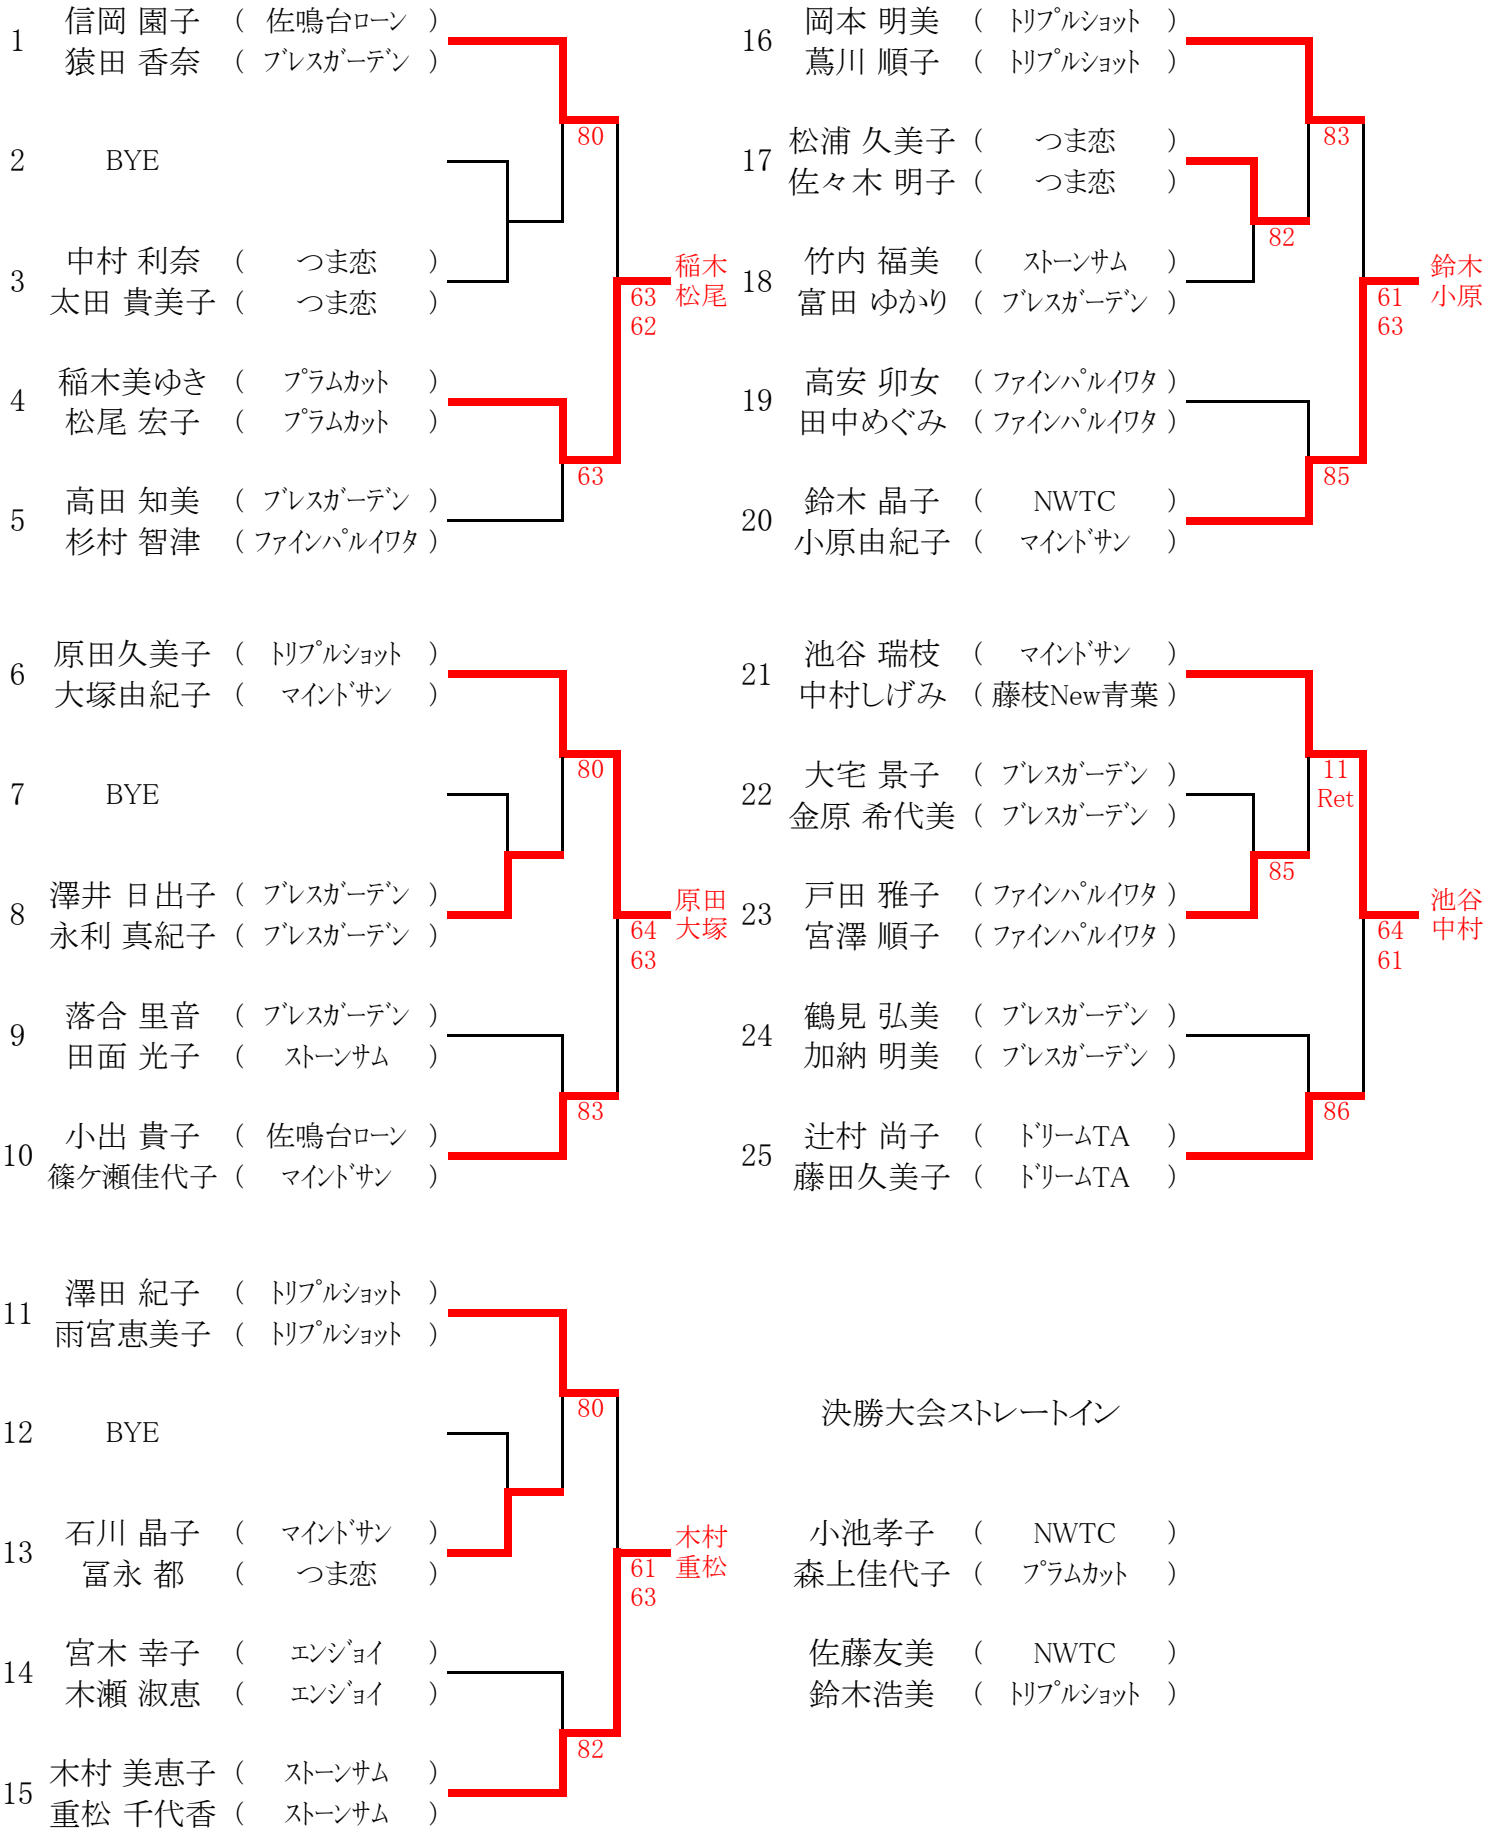 1 信岡 園子 ( 佐鳴台ローン )
猿田 香奈 ( ブレスガーデン )
80
2 BYE
3 中村 利奈 ( つま恋 )
太田 貴美子 ( つま恋 )
稲木
松尾
63
62
4 稲木美ゆき ( プラムカット )
松尾 宏子 ( プラムカット )
63
5 高田 知美 ( ブレスガーデン )
杉村 智津 ( ファインパルイワタ )
6 原田久美子 ( トリプルショット )
大塚由紀子 ( マインドサン )
80
7 BYE
8 澤井 日出子 ( ブレスガーデン )
永利 真紀子 ( ブレスガーデン )
原田
大塚
64
63
9 落合 里音 ( ブレスガーデン )
田面 光子 ( ストーンサム )
83
10 小出 貴子 ( 佐鳴台ローン )
篠ケ瀬佳代子 ( マインドサン )
11 澤田 紀子 ( トリプルショット )
雨宮恵美子 ( トリプルショット )
80
12 BYE
13 石川 晶子 ( マインドサン )
冨永 都 ( つま恋 )
木村
重松
61
63
14 宮木 幸子 ( エンジョイ )
木瀬 淑恵 ( エンジョイ )
82
15 木村 美恵子 ( ストーンサム )
重松 千代香 ( ストーンサム )
16 岡本 明美 ( トリプルショット )
蔦川 順子 ( トリプルショット )
83
17 松浦 久美子 ( つま恋 )
佐々木 明子 ( つま恋 )
82
18 竹内 福美 ( ストーンサム )
富田 ゆかり ( ブレスガーデン )
鈴木
小原
61
63
19 高安 卯女 ( ファインパルイワタ )
田中めぐみ ( ファインパルイワタ )
85
20 鈴木 晶子 ( NWTC )
小原由紀子 ( マインドサン )
21 池谷 瑞枝 ( マインドサン )
中村しげみ ( 藤枝New青葉 )
11
Ret
22 大宅 景子 ( ブレスガーデン )
金原 希代美 ( ブレスガーデン )
85
23 戸田 雅子 ( ファインパルイワタ )
宮澤 順子 ( ファインパルイワタ )
池谷
中村
64
61
24 鶴見 弘美 ( ブレスガーデン )
加納 明美 ( ブレスガーデン )
86
25 辻村 尚子 ( ドリームTA )
藤田久美子 ( ドリームTA )
決勝大会ストレートイン
小池孝子 ( NWTC )
森上佳代子 ( プラムカット )
佐藤友美 ( NWTC )
鈴木浩美 ( トリプルショット )